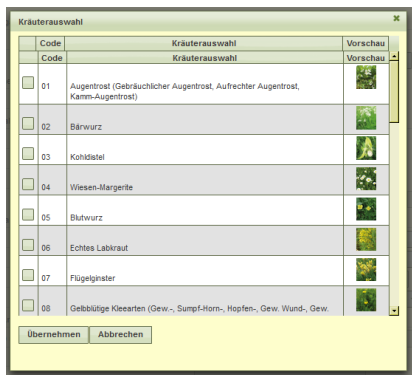 Kräuterauswahl
Code Kräuterauswahl Vorschau
Code Kräuterauswahl Vorschau
01 Augentrost (Gebräuchlicher Augentrost, Aufrechter Augentrost,
Kamm-Augentrost)
02 Bärwurz
03 Kohldistel
04 Wiesen-Margerite
05 Blutwurz
06 Echtes Labkraut
07 Flügelginster
08 Gelbblütige Kleearten (Gew.-, Sumpf-Horn-, Hopfen-, Gew. Wund-, Gew.
Übernehmen Abbrechen